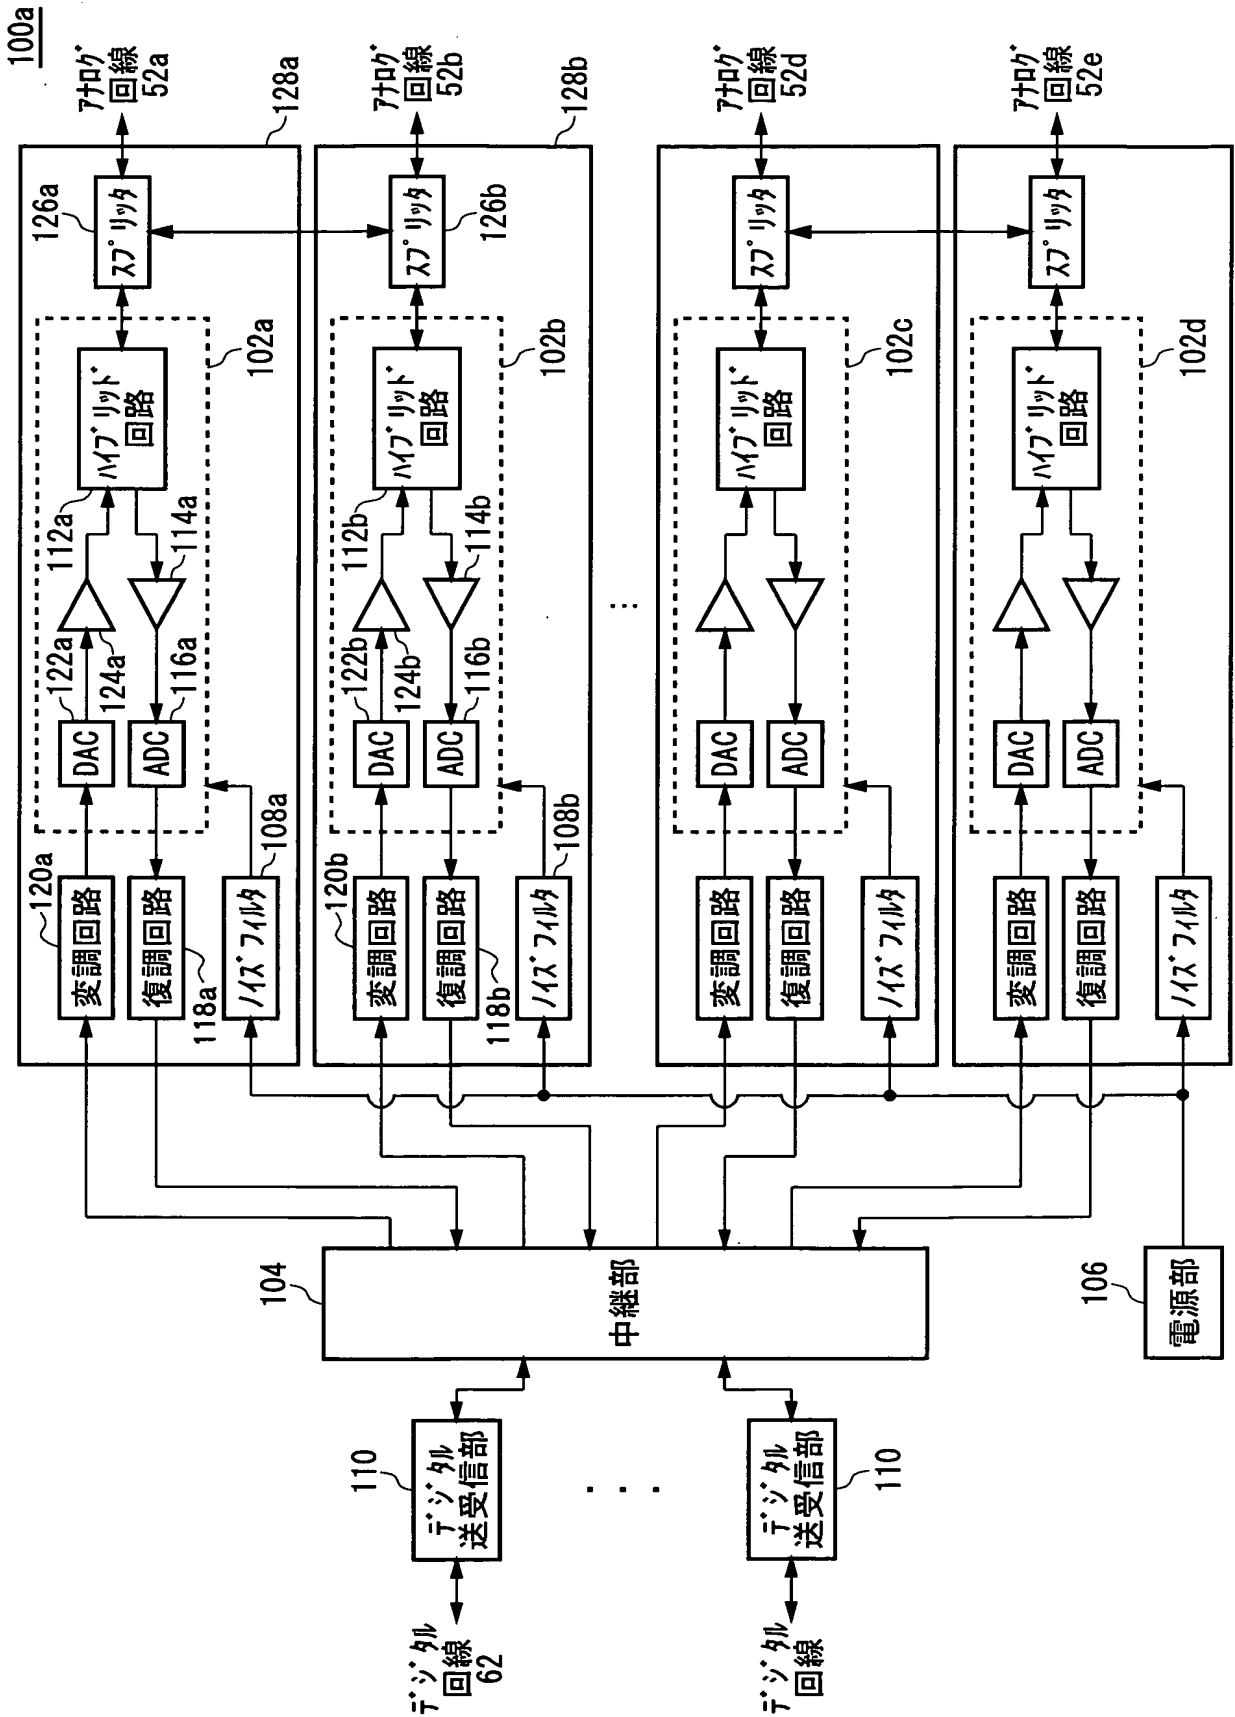 100a
アナログ
回線
52a
アナログ
回線
52b
アナログ
回線
52d
アナログ
回線
52e
128a
128b
126a
スプリッタ
スプリッタ
126b
スプリッタ
スプリッタ
102a
102b
102c
102d
112a
ハイブリッド
回路
112b
ハイブリッド
回路
ハイブリッド
回路
ハイブリッド
回路
114a
114b
124a
124b
122a
DAC
ADC
116a
122b
DAC
ADC
116b
DAC
ADC
DAC
ADC
...
120a
変調回路
復調回路
118a
ノイズフィルタ
108a
120b
変調回路
復調回路
118b
ノイズフィルタ
108b
変調回路
復調回路
ノイズフィルタ
変調回路
復調回路
ノイズフィルタ
104
中継部
106
電源部
110
デジタル
送受信部
. . .
デジタル
送受信部
110
デジタル
回線
62
デジタル
回線